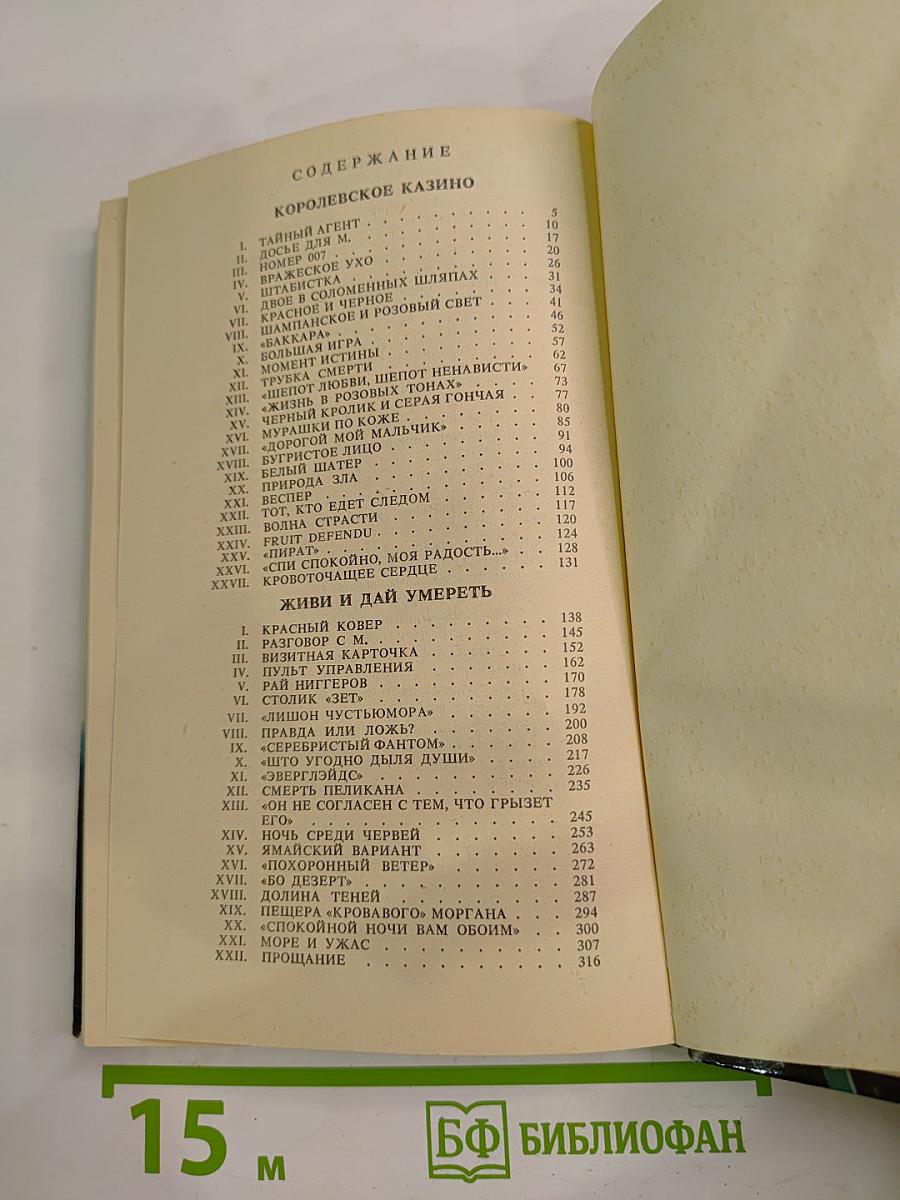 СОДЕРЖАНИЕ
КОРОЛЕВСКОЕ КАЗИНО
I. ТАЙНЫЙ АГЕНТ . . . . . . . . . . 5
II. ДОСЬЕ ДЛЯ М. . . . . . . . . . . 10
III. НОМЕР 007 . . . . . . . . . . . 17
IV. ВРАЖЕСКОЕ УХО . . . . . . . . . 20
V. ШТАБИСТКА . . . . . . . . . . . 26
VI. ДВОЕ В СОЛОМЕННЫХ ШЛЯПАХ . . . . 31
VII. КРАСНОЕ И ЧЕРНОЕ . . . . . . . . 34
VIII. ШАМПАНСКОЕ И РОЗОВЫЙ СВЕТ . . . . 41
IX. «БАККАРА» . . . . . . . . . . . 46
X. БОЛЬШАЯ ИГРА . . . . . . . . . . 52
XI. МОМЕНТ ИСТИНЫ . . . . . . . . . 57
XII. ТРУБКА СМЕРТИ . . . . . . . . . 62
XIII. «ШЕПОТ ЛЮБВИ, ШЕПОТ НЕНАВИСТИ» 67
XIV. «ЖИЗНЬ В РОЗОВЫХ ТОНАХ» . . . . 73
XV. ЧЕРНЫЙ КРОЛИК И СЕРАЯ ГОНЧАЯ . . 77
XVI. МУРАШКИ ПО КОЖЕ . . . . . . . . 80
XVII. «ДОРОГОЙ МОЙ МАЛЬЧИК» . . . . . 85
XVIII. БУГРИСТОЕ ЛИЦО . . . . . . . . . 91
XIX. БЕЛЫЙ ШАТЕР . . . . . . . . . . 94
XX. ПРИРОДА ЗЛА . . . . . . . . . . 100
XXI. ВЕСПЕР . . . . . . . . . . . . 106
XXII. ТОТ, КТО ЕДЕТ СЛЕДОМ . . . . . . 112
XXIII. ВОЛНА СТРАСТИ . . . . . . . . . 117
XXIV. FRUIT DEFENDU . . . . . . . . . 120
XXV. «ПИРАТ» . . . . . . . . . . . . 124
XXVI. «СПИ СПОКОЙНО, МОЯ РАДОСТЬ...» . . 128
XXVII. КРОВОТОЧАЩЕЕ СЕРДЦЕ . . . . . . 131
ЖИВИ И ДАЙ УМЕРЕТЬ
I. КРАСНЫЙ КОВЕР . . . . . . . . . 138
II. РАЗГОВОР С М. . . . . . . . . . 145
III. ВИЗИТНАЯ КАРТОЧКА . . . . . . . 152
IV. ПУЛЬТ УПРАВЛЕНИЯ . . . . . . . . 162
V. РАЙ НИГГЕРОВ . . . . . . . . . . 170
VI. СТОЛИК «ЗЕТ» . . . . . . . . . . 178
VII. «ЛИШОН ЧУСТЬЮМОРА» . . . . . . 192
VIII. ПРАВДА ИЛИ ЛОЖЬ? . . . . . . . 200
IX. «СЕРЕБРИСТЫЙ ФАНТОМ» . . . . . . 208
X. «ШТО УГОДНО ДЫЛЯ ДУШИ» . . . . 217
XI. «ЭВЕРГЛЭЙДС» . . . . . . . . . 226
XII. СМЕРТЬ ПЕЛИКАНА . . . . . . . . 235
XIII. «ОН НЕ СОГЛАСЕН С ТЕМ, ЧТО ГРЫЗЕТ
ЕГО» . . . . . . . . . . . . . 245
XIV. НОЧЬ СРЕДИ ЧЕРВЕЙ . . . . . . . 253
XV. ЯМАЙСКИЙ ВАРИАНТ . . . . . . . 263
XVI. «ПОХОРОННЫЙ ВЕТЕР» . . . . . . 272
XVII. «БО ДЕЗЕРТ» . . . . . . . . . . 281
XVIII. ДОЛИНА ТЕНЕЙ . . . . . . . . . 287
XIX. ПЕЩЕРА «КРОВАВОГО» МОРГАНА . . . 294
XX. «СПОКОЙНОЙ НОЧИ ВАМ ОБОИМ» . . 300
XXI. МОРЕ И УЖАС . . . . . . . . . . 307
XXII. ПРОЩАНИЕ . . . . . . . . . . . 316
15 м
БФ БИБЛИОФАН